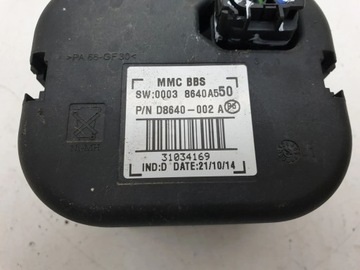 >PA 66-GF30<
MMC BBS
SW:0003 8640A550
P/N D8640-002 A
31034169
IND:D DATE:21/10/14